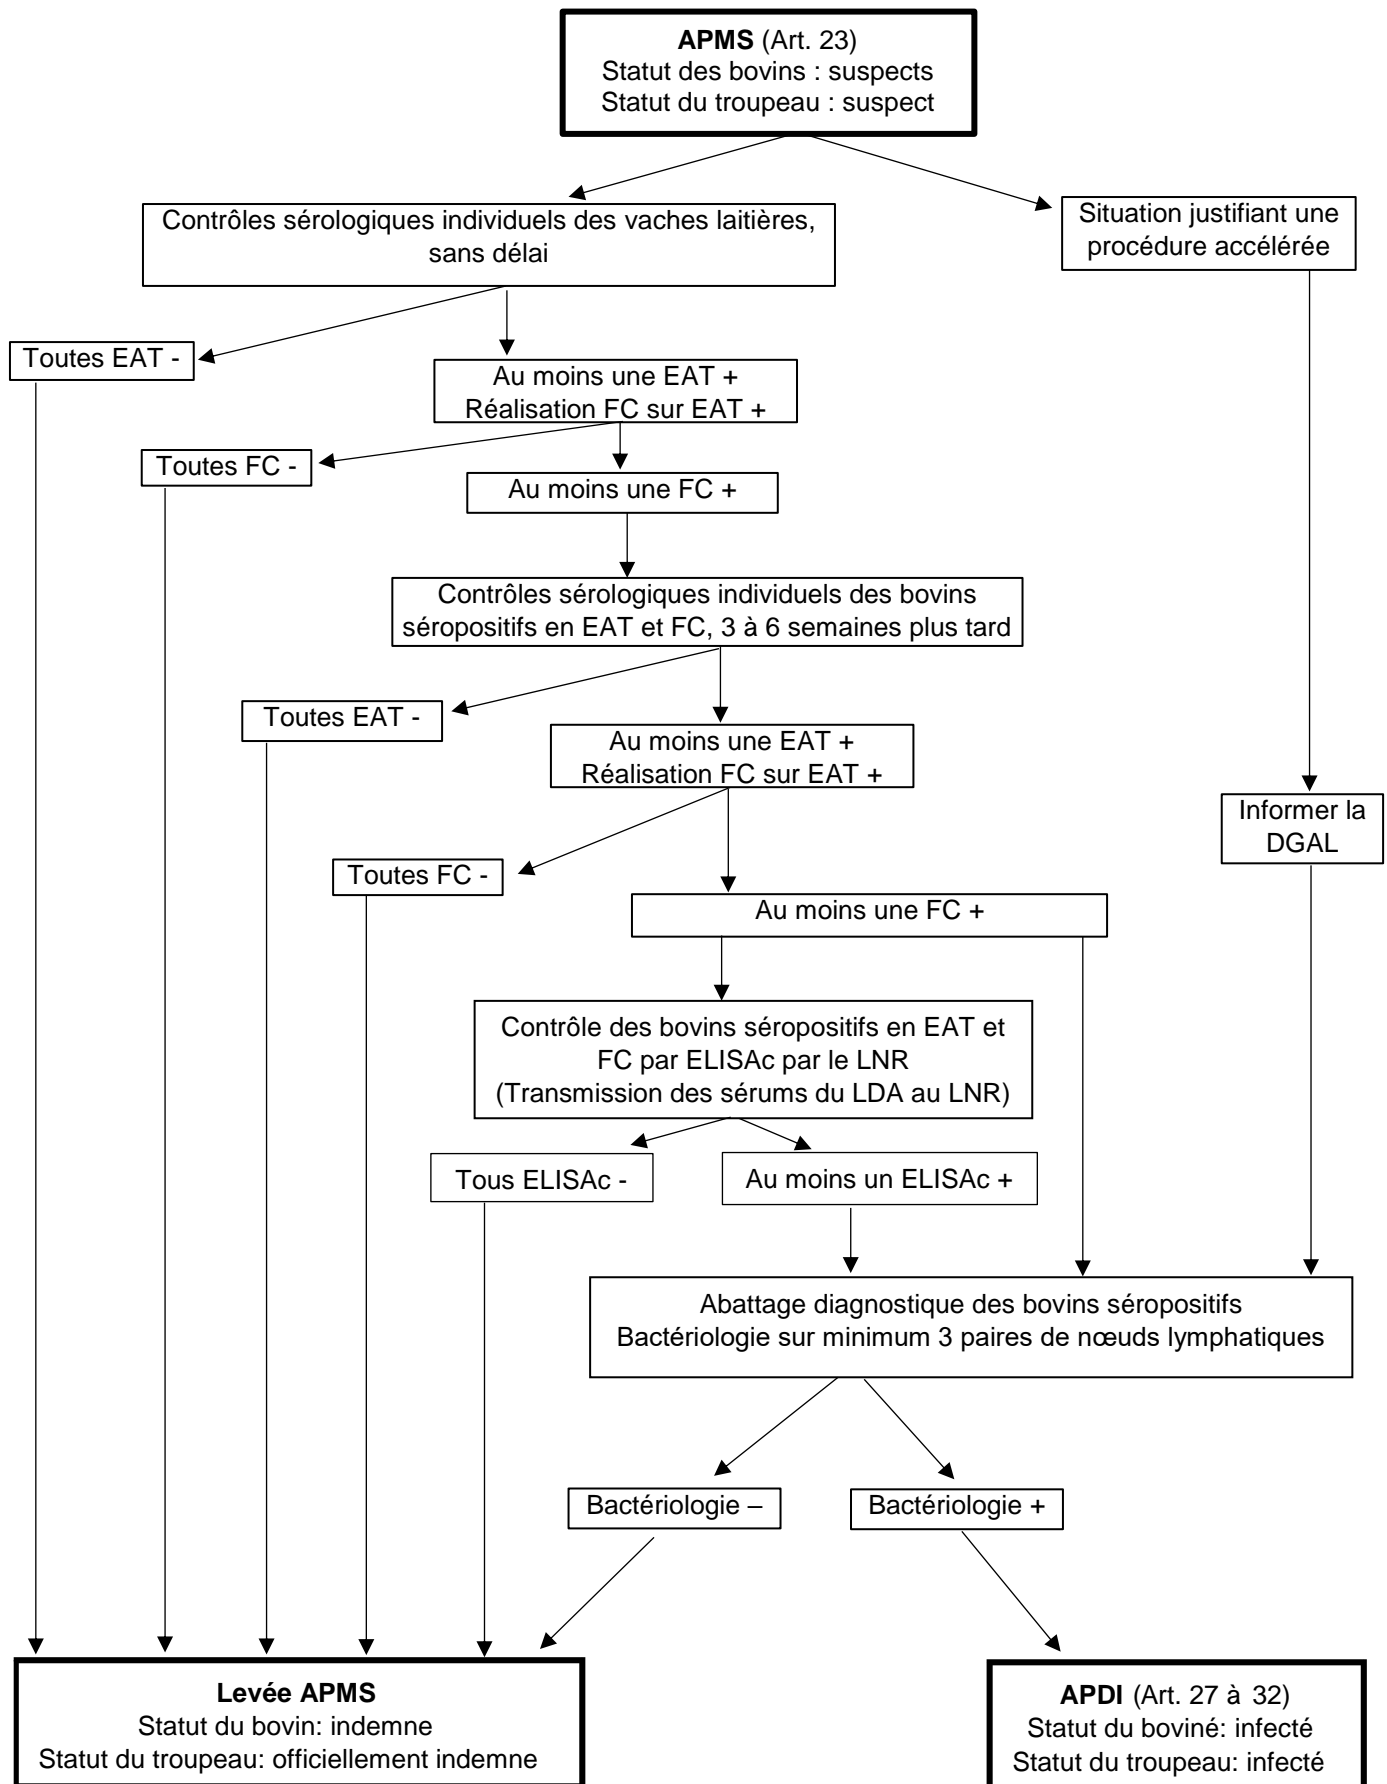 APMS (Art. 23)
Statut des bovins : suspects
Statut du troupeau : suspect
Contrôles sérologiques individuels des vaches laitières,
sans délai
Situation justifiant une
procédure accélérée
Toutes EAT -
Au moins une EAT +
Réalisation FC sur EAT +
Toutes FC -
Au moins une FC +
Contrôles sérologiques individuels des bovins
séropositifs en EAT et FC, 3 à 6 semaines plus tard
Toutes EAT -
Au moins une EAT +
Réalisation FC sur EAT +
Informer la
DGAL
Toutes FC -
Au moins une FC +
Contrôle des bovins séropositifs en EAT et
FC par ELISAc par le LNR
(Transmission des sérums du LDA au LNR)
Tous ELISAc -
Au moins un ELISAc +
Abattage diagnostique des bovins séropositifs
Bactériologie sur minimum 3 paires de nœuds lymphatiques
Bactériologie –
Bactériologie +
Levée APMS
Statut du bovin: indemne
Statut du troupeau: officiellement indemne
APDI (Art. 27 à 32)
Statut du boviné: infecté
Statut du troupeau: infecté